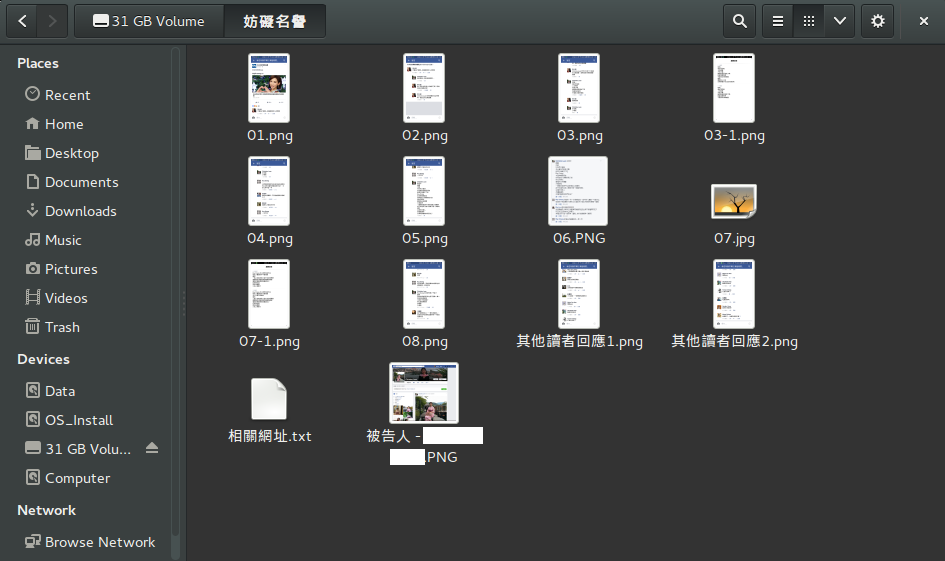 31 GB Volume
妨礙名譽
Places
Recent
Home
Desktop
Documents
Downloads
Music
Pictures
Videos
Trash
Devices
Data
OS_Install
31 GB Volu...
Computer
Network
Browse Network
01.png
02.png
03.png
03-1.png
04.png
05.png
06.PNG
07.jpg
07-1.png
08.png
其他讀者回應1.png
其他讀者回應2.png
相關網址.txt
被告人 -
.PNG